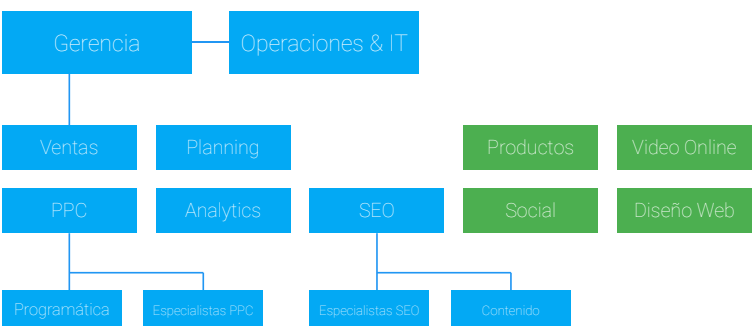 Gerencia
Operaciones & IT
Ventas
Planning
Productos
Video Online
PPC
Analytics
SEO
Social
Diseño Web
Programática
Especialistas PPC
Especialistas SEO
Contenido